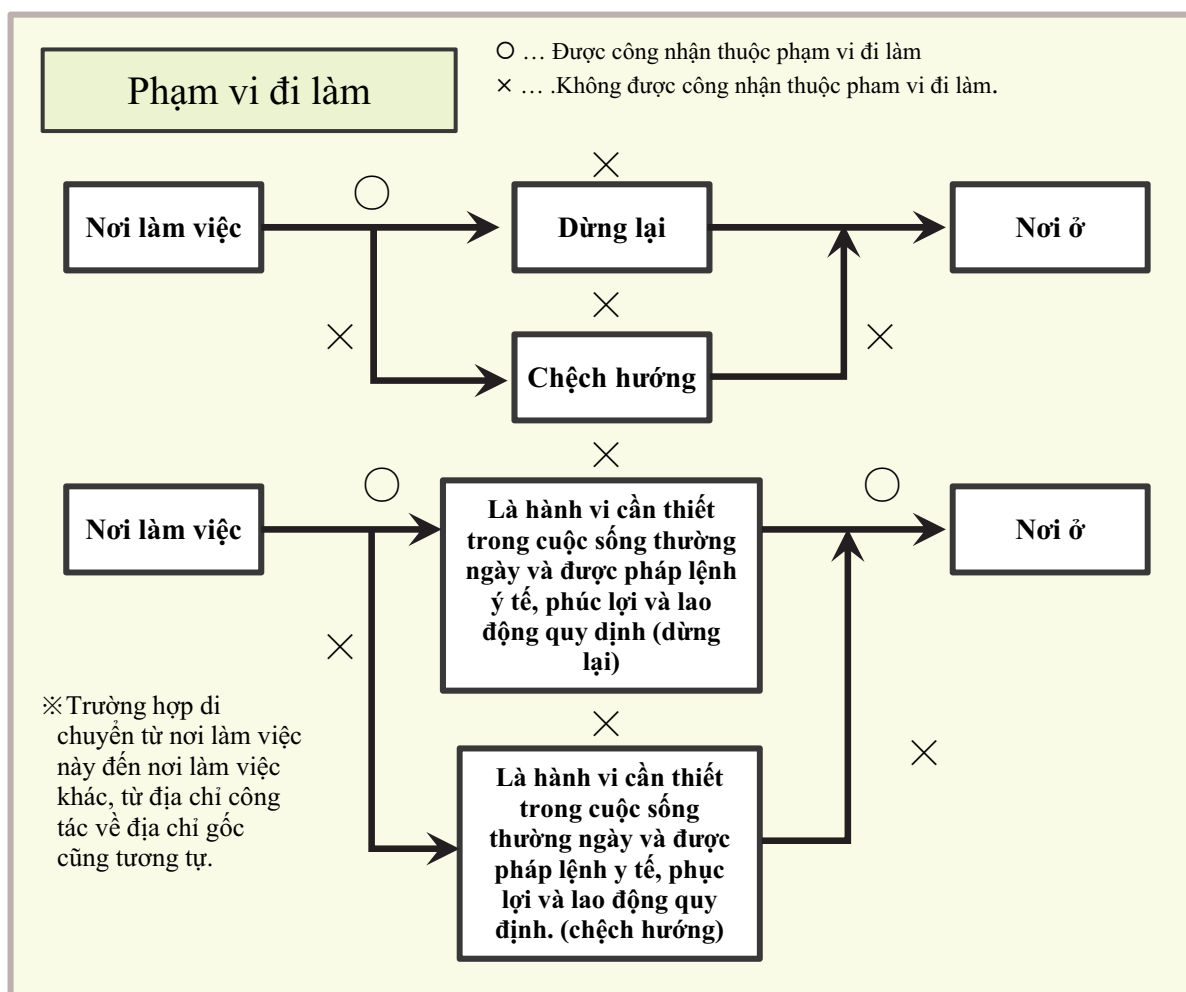 Phạm vi đi làm
○ … Được công nhận thuộc phạm vi đi làm
× … .Không được công nhận thuộc pham vi đi làm.
×
○
Nơi làm việc
Dừng lại
Nơi ở
×
×
×
Chệch hướng
×
○
○
Nơi làm việc
Là hành vi cần thiết
trong cuộc sống thường
ngày và được pháp lệnh
ý tế, phúc lợi và lao
động quy dịnh (dừng
lại)
Nơi ở
×
×
×
※Trường hợp di
chuyển từ nơi làm việc
này đến nơi làm việc
khác, từ địa chỉ công
tác về địa chỉ gốc
cũng tương tự.
Là hành vi cần thiết
trong cuộc sống
thường ngày và được
pháp lệnh y tế, phục
lợi và lao động quy
định. (chệch hướng)